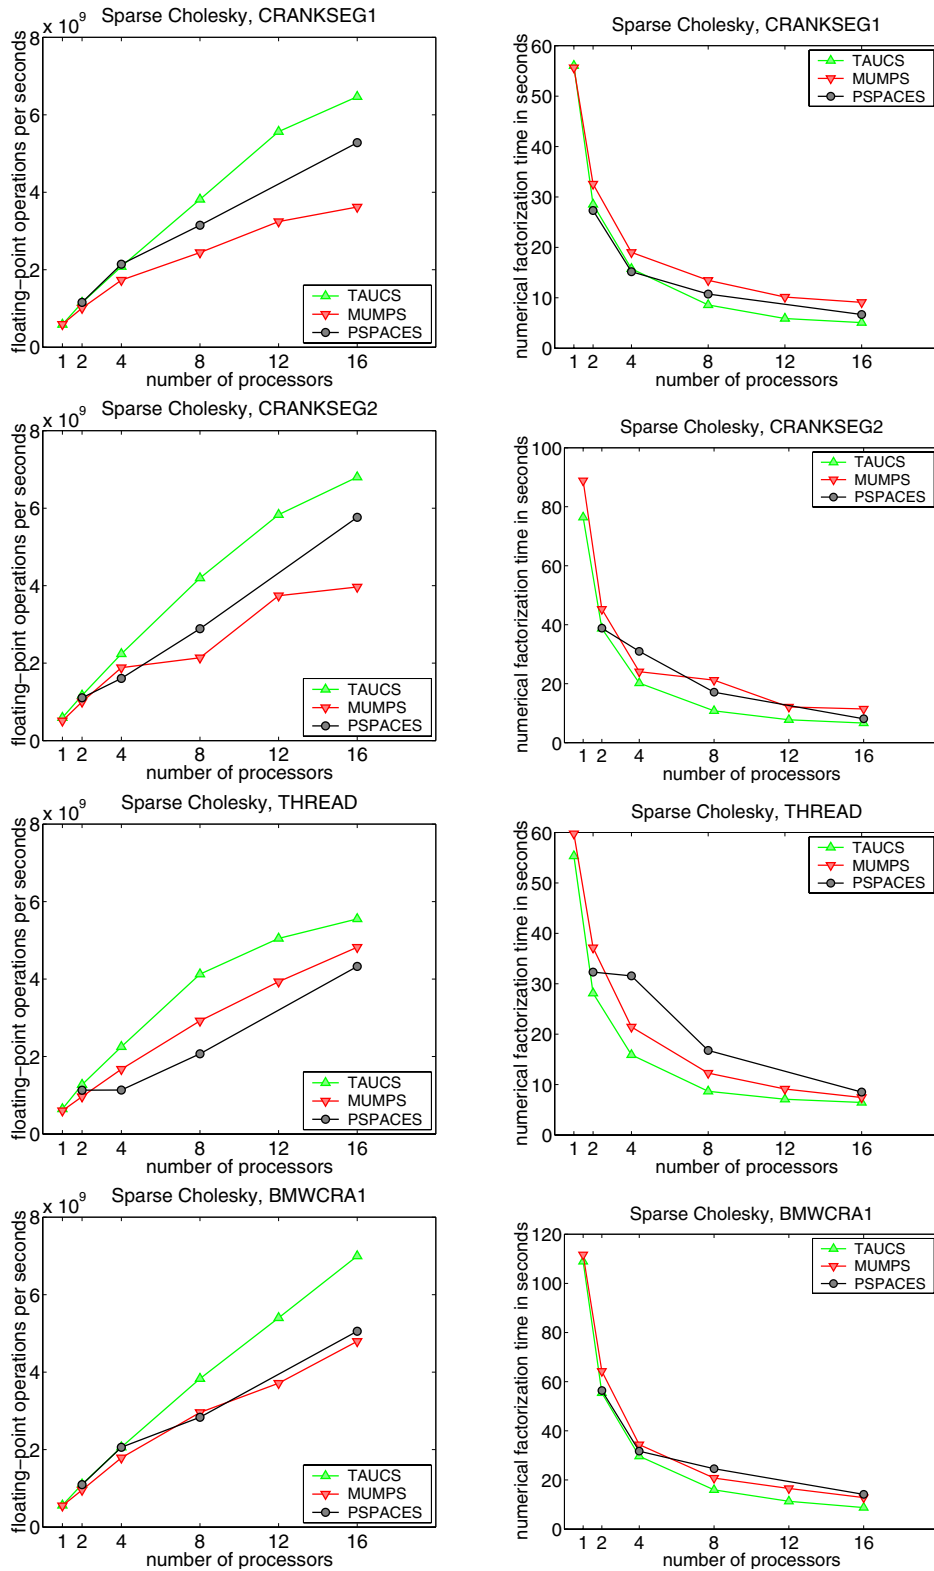 x 10^9
Sparse Cholesky, CRANKSEG1
floating-point operations per seconds
8
6
4
2
0
TAUCS
MUMPS
PSPACES
1 2 4 8 12 16
number of processors
Sparse Cholesky, CRANKSEG1
numerical factorization time in seconds
60
50
40
30
20
10
0
TAUCS
MUMPS
PSPACES
1 2 4 8 12 16
number of processors
x 10^9
Sparse Cholesky, CRANKSEG2
floating-point operations per seconds
8
6
4
2
0
TAUCS
MUMPS
PSPACES
1 2 4 8 12 16
number of processors
Sparse Cholesky, CRANKSEG2
numerical factorization time in seconds
100
80
60
40
20
0
TAUCS
MUMPS
PSPACES
1 2 4 8 12 16
number of processors
x 10^9
Sparse Cholesky, THREAD
floating-point operations per seconds
8
6
4
2
0
TAUCS
MUMPS
PSPACES
1 2 4 8 12 16
number of processors
Sparse Cholesky, THREAD
numerical factorization time in seconds
60
50
40
30
20
10
0
TAUCS
MUMPS
PSPACES
1 2 4 8 12 16
number of processors
x 10^9
Sparse Cholesky, BMWCRA1
floating-point operations per seconds
8
6
4
2
0
TAUCS
MUMPS
PSPACES
1 2 4 8 12 16
number of processors
Sparse Cholesky, BMWCRA1
numerical factorization time in seconds
120
100
80
60
40
20
0
TAUCS
MUMPS
PSPACES
1 2 4 8 12 16
number of processors